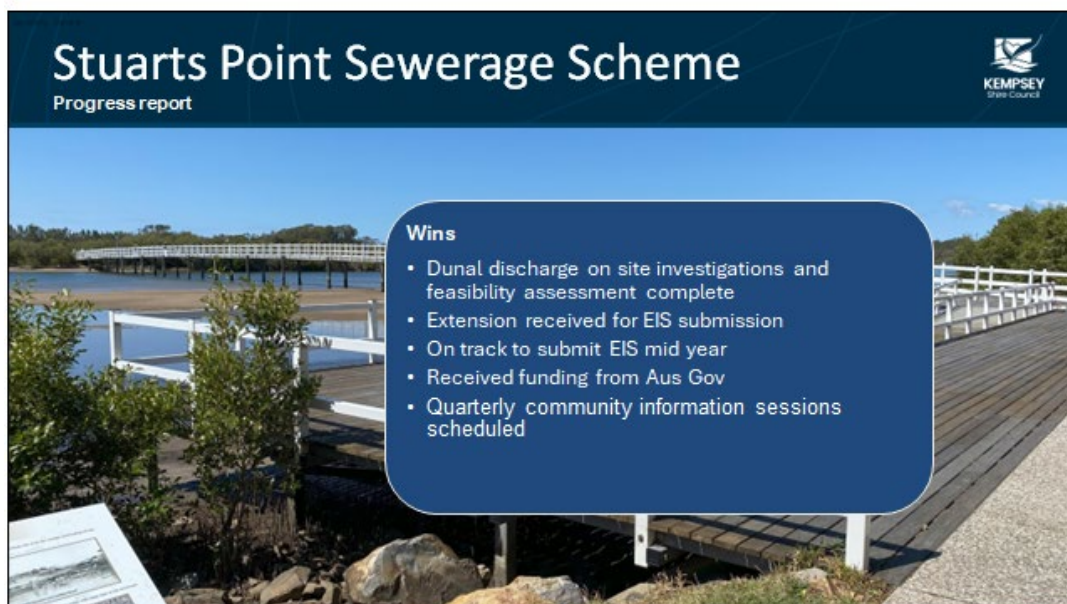 Stuarts Point Sewerage Scheme
Progress report
KEMPSEY
Shire Council
Wins
• Dunal discharge on site investigations and
feasibility assessment complete
• Extension received for EIS submission
• On track to submit EIS mid year
• Received funding from Aus Gov
• Quarterly community information sessions
scheduled